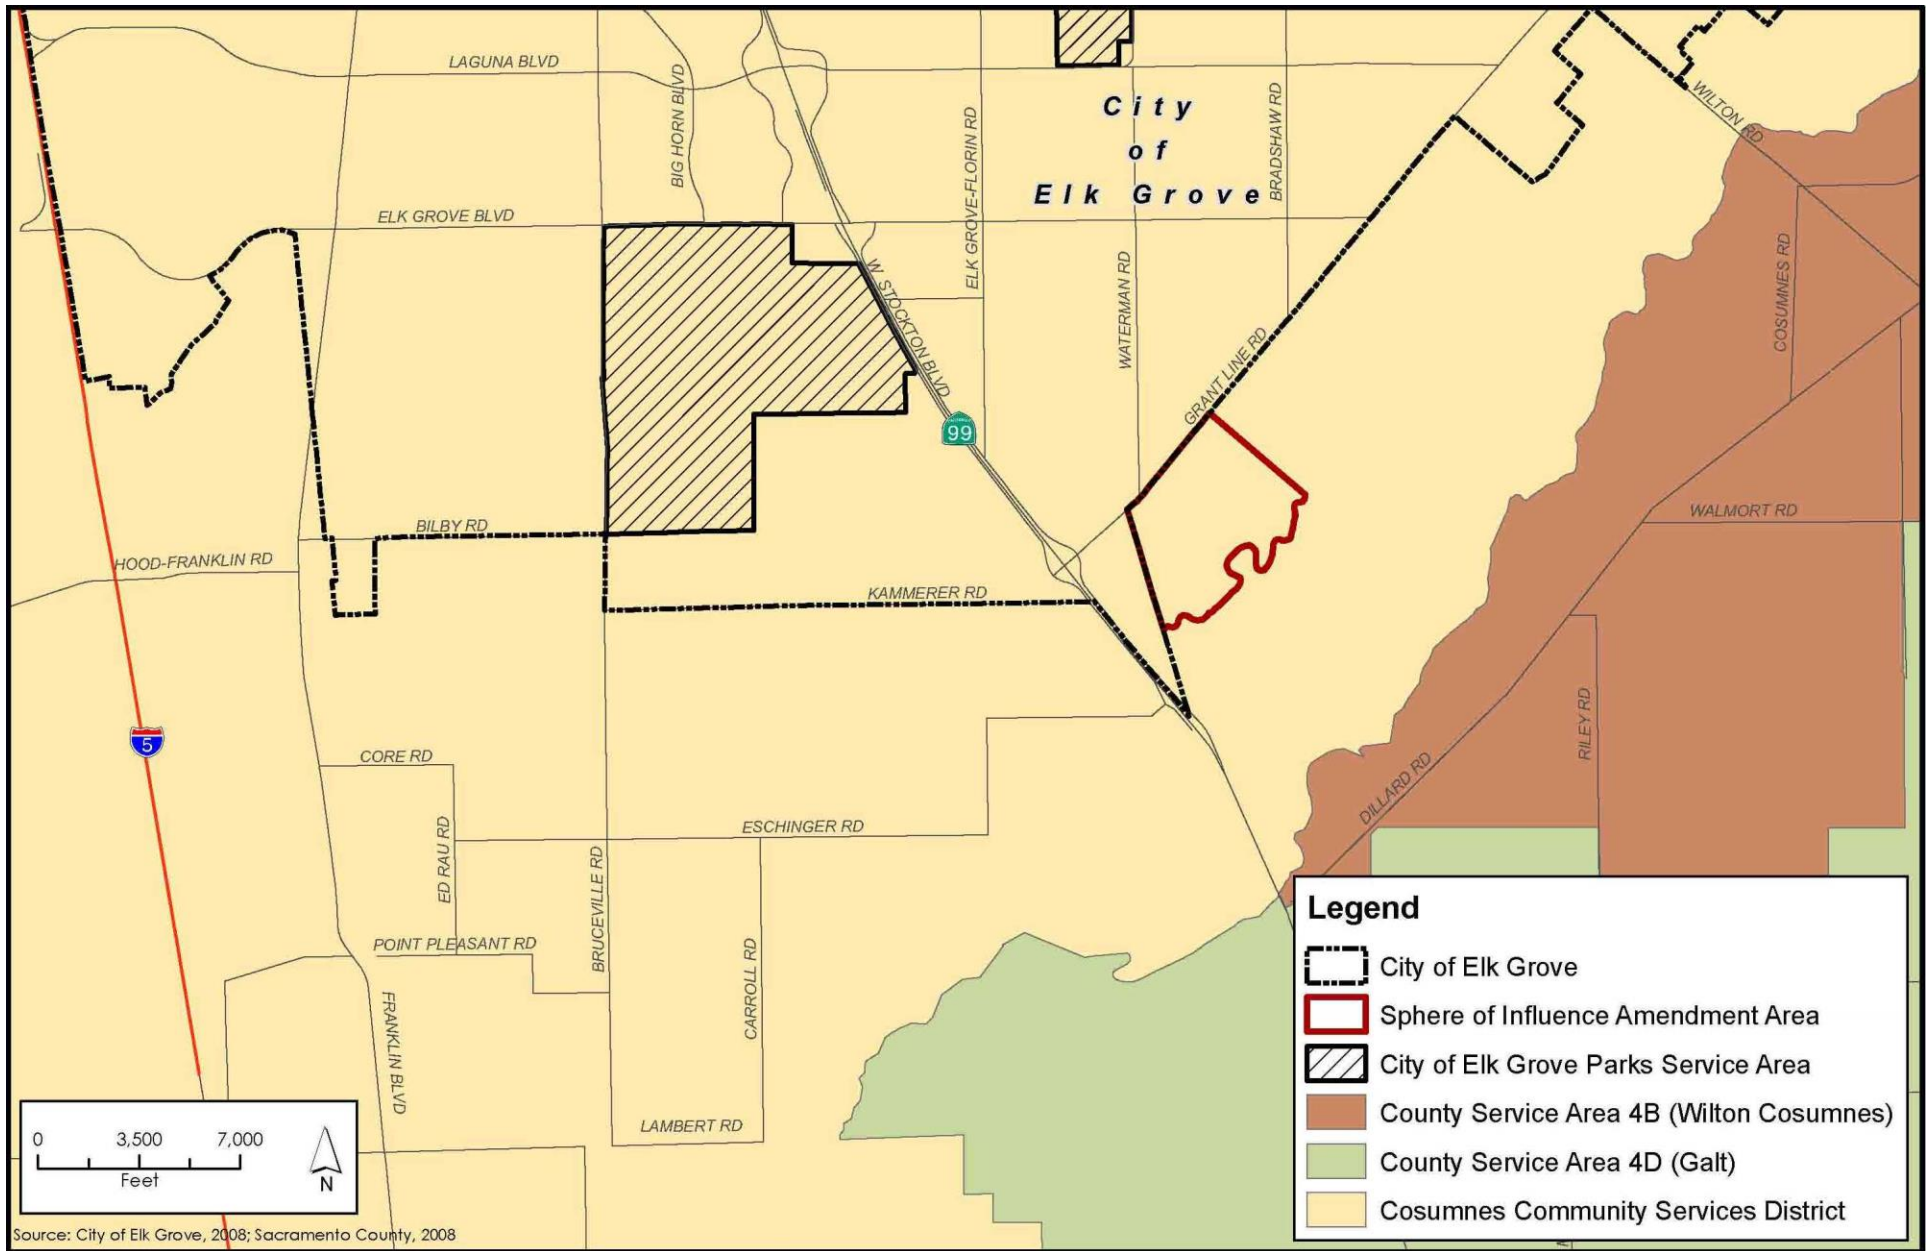 LAGUNA BLVD
BIG HORN BLVD
City
of
Elk Grove
BRADSHAW RD
ELK GROVE-FLORIN RD
WILTON RD
ELK GROVE BLVD
COSUMNES RD
WATERMAN RD
W STOCKTON BLVD
GRANT LINE RD
99
WALMORT RD
BILBY RD
HOOD-FRANKLIN RD
KAMMERER RD
RILEY RD
5
CORE RD
DILLARD RD
ESCHINGER RD
ED RAU RD
BRUCEVILLE RD
POINT PLEASANT RD
CARROLL RD
FRANKLIN BLVD
LAMBERT RD
Legend
City of Elk Grove
Sphere of Influence Amendment Area
City of Elk Grove Parks Service Area
County Service Area 4B (Wilton Cosumnes)
County Service Area 4D (Galt)
Cosumnes Community Services District
0 3,500 7,000
Feet
N
Source: City of Elk Grove, 2008; Sacramento County, 2008